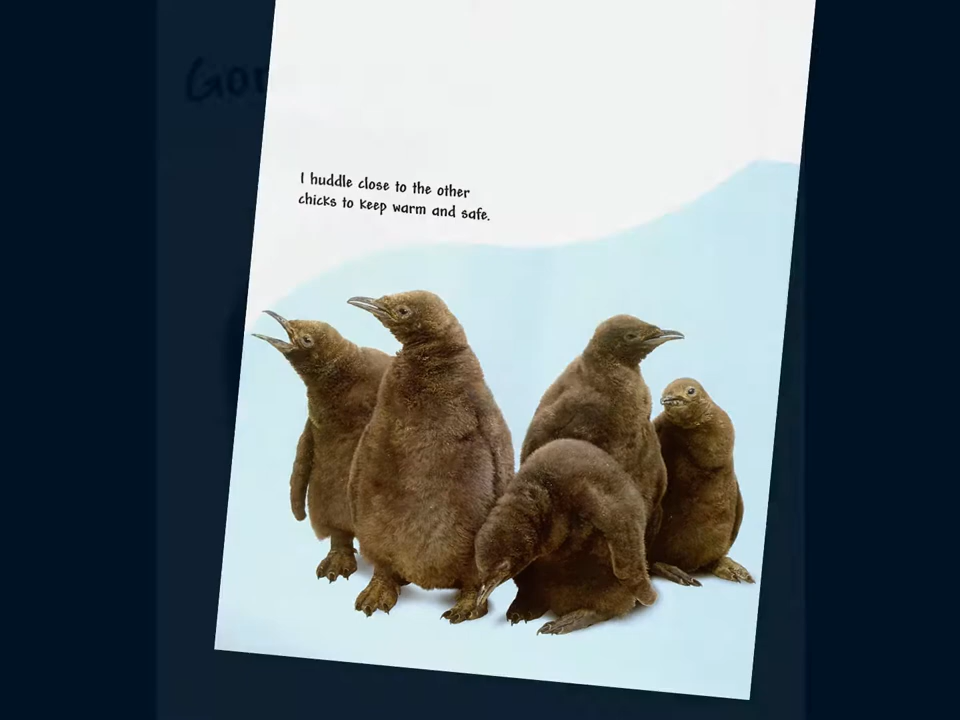 I huddle close to the other
chicks to keep warm and safe.